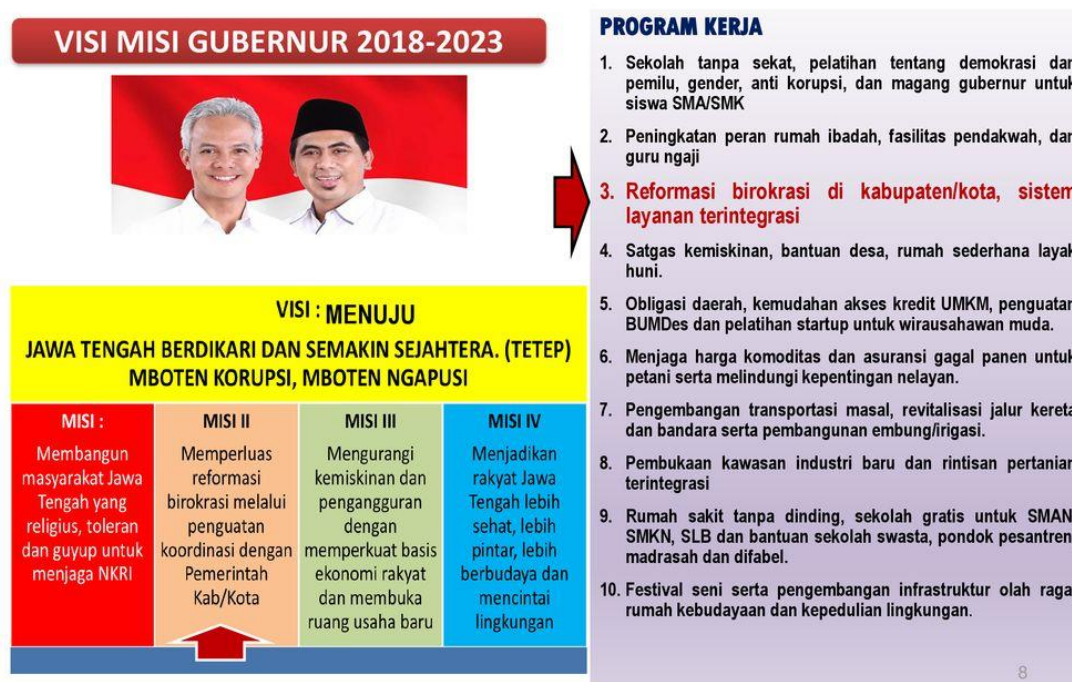 VISI MISI GUBERNUR 2018-2023
VISI : MENUJU
JAWA TENGAH BERDIKARI DAN SEMAKIN SEJAHTERA. (TETEP)
MBOTEN KORUPSI, MBOTEN NGAPUSI
MISI :
Membangun
masyarakat Jawa
Tengah yang
religius, toleran
dan guyup untuk
menjaga NKRI
MISI II
Memperluas
reformasi
birokrasi melalui
penguatan
koordinasi dengan
Pemerintah
Kab/Kota
MISI III
Mengurangi
kemiskinan dan
pengangguran
dengan
memperkuat basis
ekonomi rakyat
dan membuka
ruang usaha baru
MISI IV
Menjadikan
rakyat Jawa
Tengah lebih
sehat, lebih
pintar, lebih
berbudaya dan
mencintai
lingkungan
PROGRAM KERJA
1. Sekolah tanpa sekat, pelatihan tentang demokrasi dan
pemilu, gender, anti korupsi, dan magang gubernur untuk
siswa SMA/SMK
2. Peningkatan peran rumah ibadah, fasilitas pendakwah, dan
guru ngaji
3. Reformasi birokrasi di kabupaten/kota, sistem
layanan terintegrasi
4. Satgas kemiskinan, bantuan desa, rumah sederhana layak
huni.
5. Obligasi daerah, kemudahan akses kredit UMKM, penguatan
BUMDes dan pelatihan startup untuk wirausahawan muda.
6. Menjaga harga komoditas dan asuransi gagal panen untuk
petani serta melindungi kepentingan nelayan.
7. Pengembangan transportasi masal, revitalisasi jalur kereta
dan bandara serta pembangunan embung/irigasi.
8. Pembukaan kawasan industri baru dan rintisan pertanian
terintegrasi
9. Rumah sakit tanpa dinding, sekolah gratis untuk SMAN,
SMKN, SLB dan bantuan sekolah swasta, pondok pesantren,
madrasah dan difabel.
10. Festival seni serta pengembangan infrastruktur olah raga,
rumah kebudayaan dan kepedulian lingkungan.
8